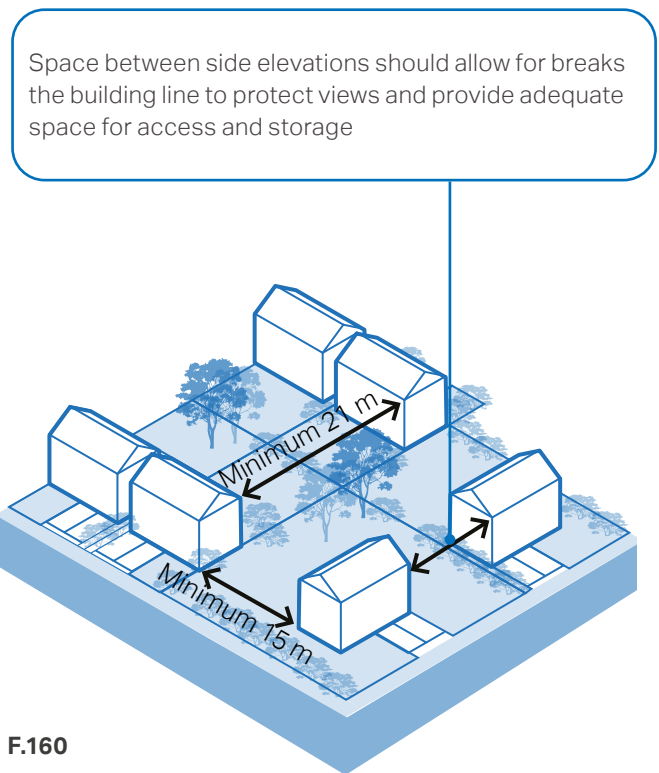 Space between side elevations should allow for breaks
the building line to protect views and provide adequate
space for access and storage
Minimum 21 m
Minimum 15 m
F.160